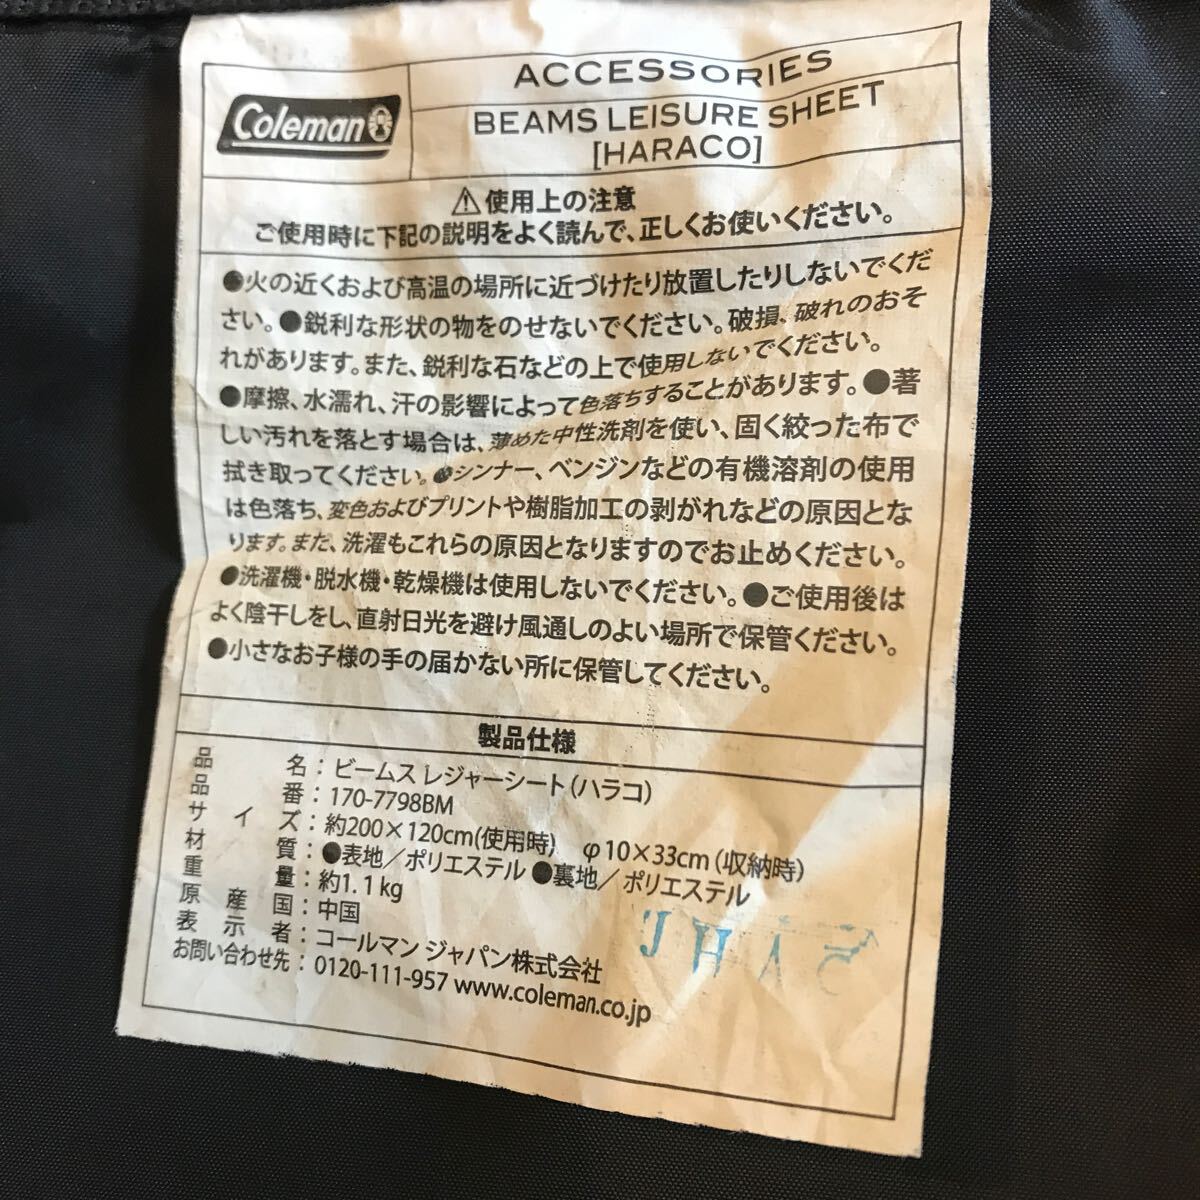 Coleman
ACCESSORIES
BEAMS LEISURE SHEET
[HARACO]
⚠使用上の注意
ご使用時に下記の説明をよく読んで、正しくお使いください。
●火の近くおよび高温の場所に近づけたり放置したりしないでくだ
さい。●鋭利な形状の物をのせないでください。破損、破れのおそ
れがあります。また、鋭利な石などの上で使用しないでください。
●摩擦、水濡れ、汗の影響によって色落ちすることがあります。●著
しい汚れを落とす場合は、薄めた中性洗剤を使い、固く絞った布で
拭き取ってください。●シンナー、ベンジンなどの有機溶剤の使用
は色落ち、変色およびプリントや樹脂加工の剥がれなどの原因とな
ります。また、洗濯もこれらの原因となりますのでお止めください。
●洗濯機・脱水機・乾燥機は使用しないでください。●ご使用後は
よく陰干しをし、直射日光を避け風通しのよい場所で保管ください。
●小さなお子様の手の届かない所に保管してください。
製品仕様
品名：ビームス レジャーシート（ハラコ）
品番：170-7798BM
サイズ：約200×120cm(使用時) φ10×33cm（収納時）
材質：●表地／ポリエステル ●裏地／ポリエステル
重量：約1.1kg
原産国：中国
表示者：コールマン ジャパン株式会社
お問い合わせ先：0120-111-957 www.coleman.co.jp